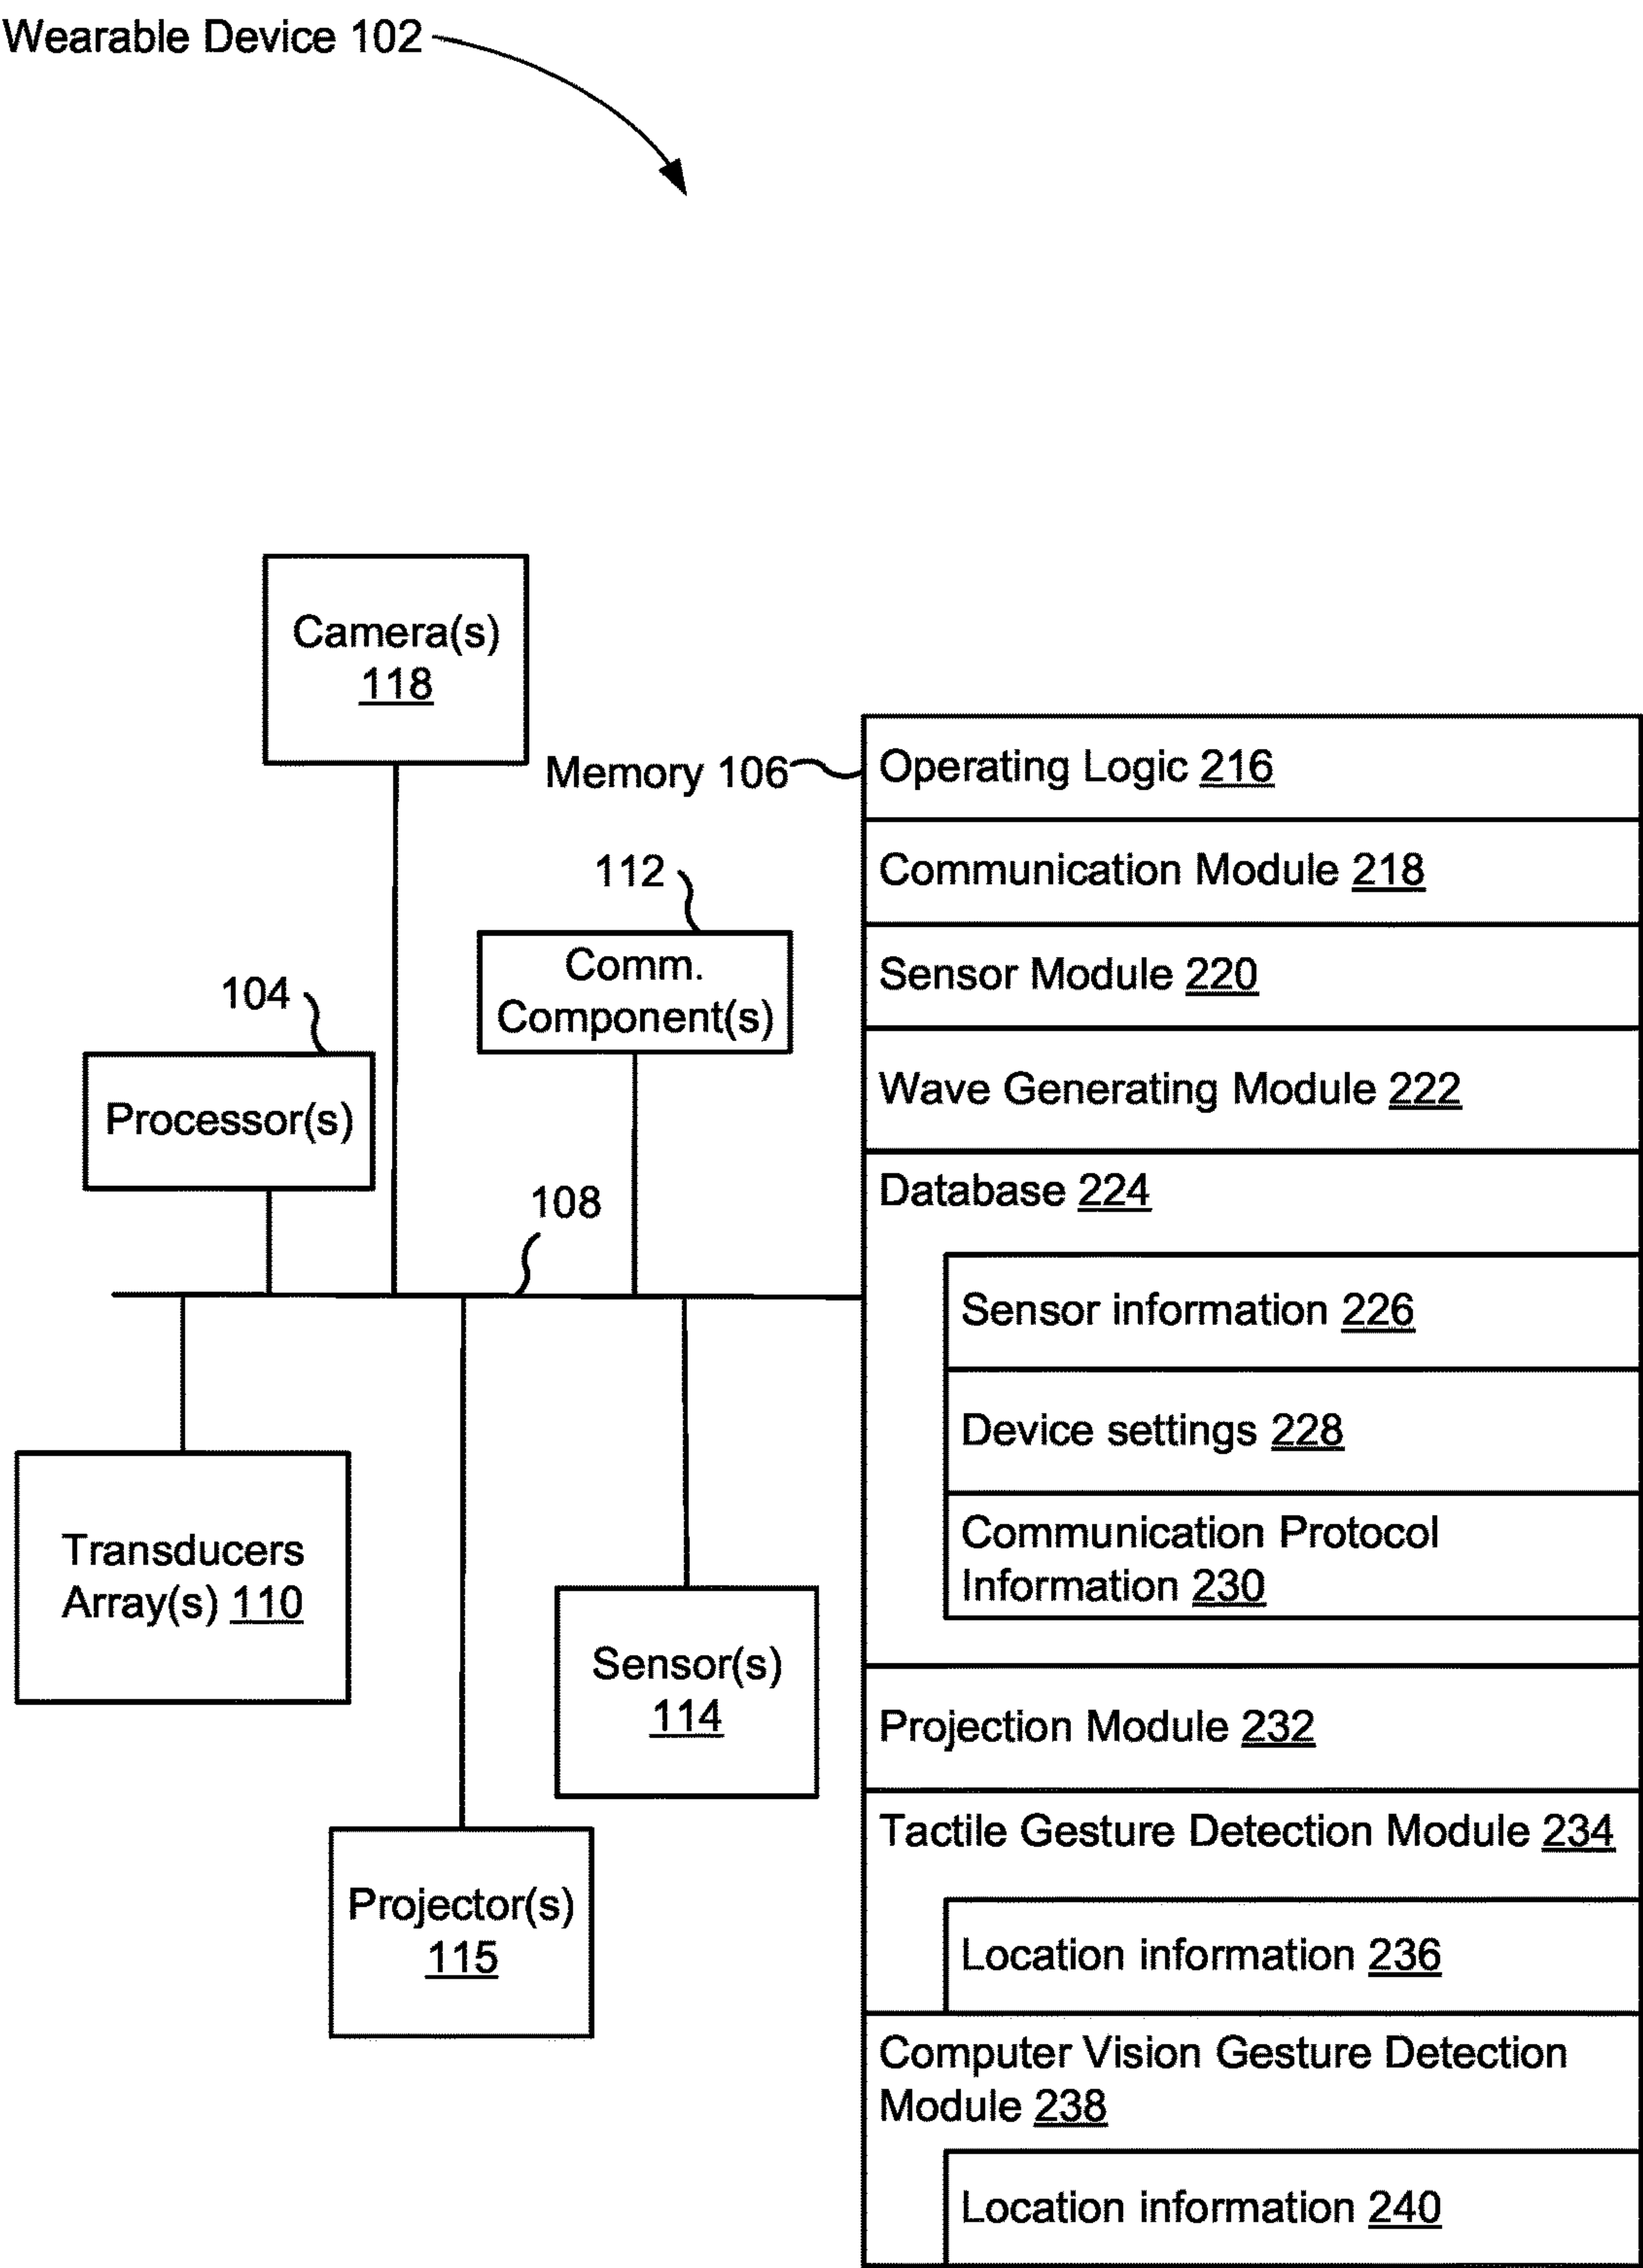 Wearable Device 102
Camera(s)
118
Memory 106
112
Comm.
Component(s)
104
Processor(s)
108
Transducers
Array(s) 110
Sensor(s)
114
Projector(s)
115
Operating Logic 216
Communication Module 218
Sensor Module 220
Wave Generating Module 222
Database 224
Sensor information 226
Device settings 228
Communication Protocol
Information 230
Projection Module 232
Tactile Gesture Detection Module 234
Location information 236
Computer Vision Gesture Detection
Module 238
Location information 240